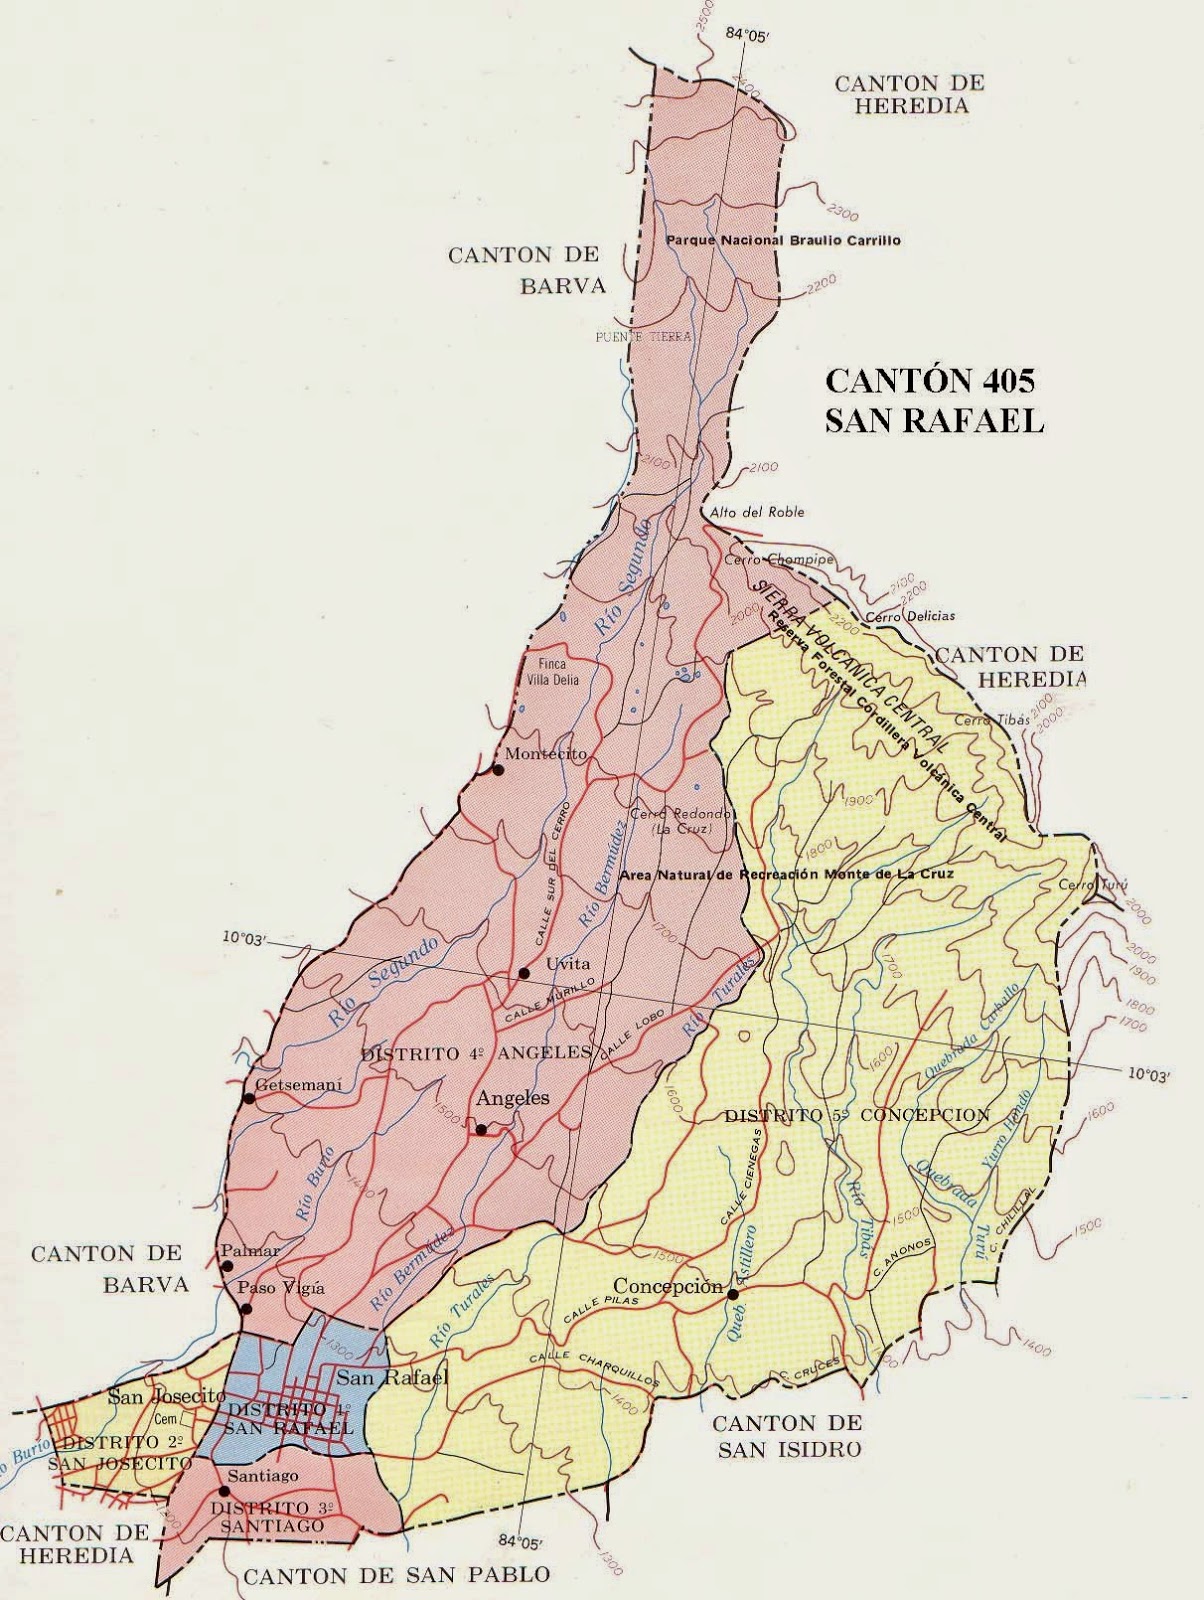 2500
84°05'
2400
CANTON DE
HEREDIA
2300
Parque Nacional Braulio Carrillo
CANTON DE
BARVA
2200
PUENTE TIERRA
CANTÓN 405
SAN RAFAEL
2100
2100
Alto del Roble
Río Segundo
Cerro Chompipe
2100
2200
2000
SIERRA VOLCANICA CENTRAL
Reserva Forestal Cordillera Volcánica Central
2200
Cerro Delicias
CANTON DE
HEREDIA
Finca
Villa Delia
Cerro Tibás
2100
2000
Montecito
1900
Cerro Redondo
(La Cruz)
CALLE SUR DEL CERRO
Río Bermúdez
1800
Area Natural de Recreación Monte de La Cruz
Cerro Turú
2000
10°03'
Río Segundo
1700
2000
1900
1800
1700
Uvita
1700
Río Turales
CALLE MURILLO
CALLE LOBO
Quebrada Carballo
DISTRITO 4º ANGELES
1600
10°03'
Getsemaní
Angeles
1500
1600
DISTRITO 5º CONCEPCION
1600
Yurro Hondo
Río Burio
1400
CALLE CIENEGAS
Quebrada
Turú
Río Tibás
1500
C. CHILILLAL
1500
CANTON DE
BARVA
Palmar
Paso Vigía
Río Bermúdez
1500
C. ANONOS
Concepción
Queb. Astillero
CALLE PILAS
Río Turales
1300
1400
1400
CALLE CHARQUILLOS
C. CRUCES
San Rafael
1400
San Josecito
Cem
DISTRITO 1º
SAN RAFAEL
CANTON DE
SAN ISIDRO
DISTRITO 2º
SAN JOSECITO
o Burio
Santiago
DISTRITO 3º
SANTIAGO
1200
CANTON DE
HEREDIA
84°05'
1300
CANTON DE SAN PABLO